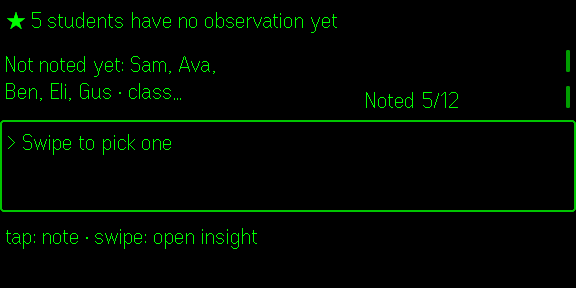 ★ 5 students have no observation yet
Not noted yet: Sam, Ava,
Ben, Eli, Gus · class…
Noted 5/12
> Swipe to pick one
tap: note · swipe: open insight